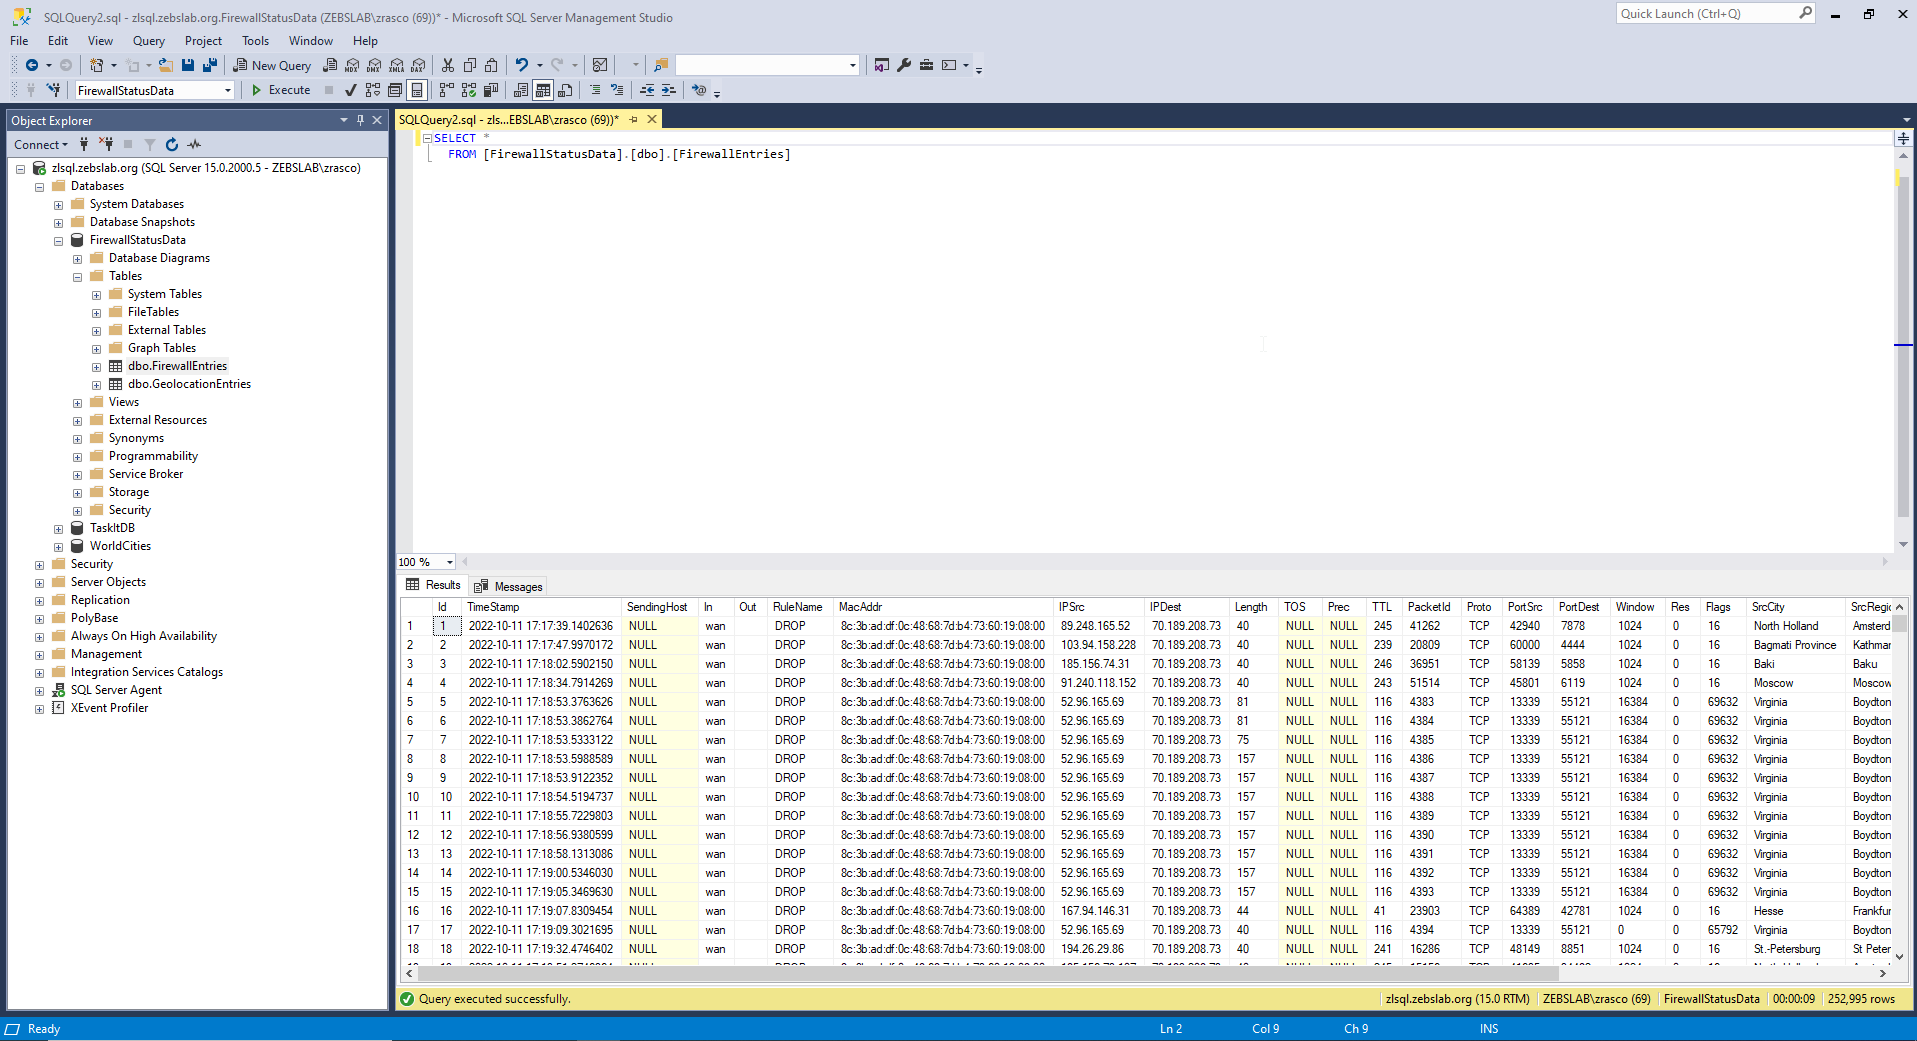 SQLQuery2.sql - zlsql.zebslab.org.FirewallStatusData (ZEBSLAB\zrasco (69))* - Microsoft SQL Server Management Studio
Quick Launch (Ctrl+Q)
File Edit View Query Project Tools Window Help
New Query MDX DMX XMLA DAX
FirewallStatusData Execute
Object Explorer
SQLQuery2.sql - zls...EBSLAB\zrasco (69))*
Connect
SELECT *
FROM [FirewallStatusData].[dbo].[FirewallEntries]
zlsql.zebslab.org (SQL Server 15.0.2000.5 - ZEBSLAB\zrasco)
Databases
System Databases
Database Snapshots
FirewallStatusData
Database Diagrams
Tables
System Tables
FileTables
External Tables
Graph Tables
dbo.FirewallEntries
dbo.GeolocationEntries
Views
External Resources
Synonyms
Programmability
Service Broker
Storage
Security
TaskItDB
WorldCities
Security
Server Objects
Replication
PolyBase
Always On High Availability
Management
Integration Services Catalogs
SQL Server Agent
XEvent Profiler
100 %
Results Messages
Id TimeStamp SendingHost In Out RuleName MacAddr IPSrc IPDest Length TOS Prec TTL PacketId Proto PortSrc PortDest Window Res Flags SrcCity SrcRegic
1 1 2022-10-11 17:17:39.1402636 NULL wan DROP 8c:3b:ad:df:0c:48:68:7d:b4:73:60:19:08:00 89.248.165.52 70.189.208.73 40 NULL NULL 245 41262 TCP 42940 7878 1024 0 16 North Holland Amsterd
2 2 2022-10-11 17:17:47.9970172 NULL wan DROP 8c:3b:ad:df:0c:48:68:7d:b4:73:60:19:08:00 103.94.158.228 70.189.208.73 40 NULL NULL 239 20809 TCP 60000 4444 1024 0 16 Bagmati Province Kathmar
3 3 2022-10-11 17:18:02.5902150 NULL wan DROP 8c:3b:ad:df:0c:48:68:7d:b4:73:60:19:08:00 185.156.74.31 70.189.208.73 40 NULL NULL 246 36951 TCP 58139 5858 1024 0 16 Baki Baku
4 4 2022-10-11 17:18:34.7914269 NULL wan DROP 8c:3b:ad:df:0c:48:68:7d:b4:73:60:19:08:00 91.240.118.152 70.189.208.73 40 NULL NULL 243 51514 TCP 45801 6119 1024 0 16 Moscow Moscow
5 5 2022-10-11 17:18:53.3763626 NULL wan DROP 8c:3b:ad:df:0c:48:68:7d:b4:73:60:19:08:00 52.96.165.69 70.189.208.73 81 NULL NULL 116 4383 TCP 13339 55121 16384 0 69632 Virginia Boydton
6 6 2022-10-11 17:18:53.3862764 NULL wan DROP 8c:3b:ad:df:0c:48:68:7d:b4:73:60:19:08:00 52.96.165.69 70.189.208.73 81 NULL NULL 116 4384 TCP 13339 55121 16384 0 69632 Virginia Boydton
7 7 2022-10-11 17:18:53.5333122 NULL wan DROP 8c:3b:ad:df:0c:48:68:7d:b4:73:60:19:08:00 52.96.165.69 70.189.208.73 75 NULL NULL 116 4385 TCP 13339 55121 16384 0 69632 Virginia Boydton
8 8 2022-10-11 17:18:53.5988589 NULL wan DROP 8c:3b:ad:df:0c:48:68:7d:b4:73:60:19:08:00 52.96.165.69 70.189.208.73 157 NULL NULL 116 4386 TCP 13339 55121 16384 0 69632 Virginia Boydton
9 9 2022-10-11 17:18:53.9122352 NULL wan DROP 8c:3b:ad:df:0c:48:68:7d:b4:73:60:19:08:00 52.96.165.69 70.189.208.73 157 NULL NULL 116 4387 TCP 13339 55121 16384 0 69632 Virginia Boydton
10 10 2022-10-11 17:18:54.5194737 NULL wan DROP 8c:3b:ad:df:0c:48:68:7d:b4:73:60:19:08:00 52.96.165.69 70.189.208.73 157 NULL NULL 116 4388 TCP 13339 55121 16384 0 69632 Virginia Boydton
11 11 2022-10-11 17:18:55.7229803 NULL wan DROP 8c:3b:ad:df:0c:48:68:7d:b4:73:60:19:08:00 52.96.165.69 70.189.208.73 157 NULL NULL 116 4389 TCP 13339 55121 16384 0 69632 Virginia Boydton
12 12 2022-10-11 17:18:56.9380599 NULL wan DROP 8c:3b:ad:df:0c:48:68:7d:b4:73:60:19:08:00 52.96.165.69 70.189.208.73 157 NULL NULL 116 4390 TCP 13339 55121 16384 0 69632 Virginia Boydton
13 13 2022-10-11 17:18:58.1313086 NULL wan DROP 8c:3b:ad:df:0c:48:68:7d:b4:73:60:19:08:00 52.96.165.69 70.189.208.73 157 NULL NULL 116 4391 TCP 13339 55121 16384 0 69632 Virginia Boydton
14 14 2022-10-11 17:19:00.5346030 NULL wan DROP 8c:3b:ad:df:0c:48:68:7d:b4:73:60:19:08:00 52.96.165.69 70.189.208.73 157 NULL NULL 116 4392 TCP 13339 55121 16384 0 69632 Virginia Boydton
15 15 2022-10-11 17:19:05.3469630 NULL wan DROP 8c:3b:ad:df:0c:48:68:7d:b4:73:60:19:08:00 52.96.165.69 70.189.208.73 157 NULL NULL 116 4393 TCP 13339 55121 16384 0 69632 Virginia Boydton
16 16 2022-10-11 17:19:07.8309454 NULL wan DROP 8c:3b:ad:df:0c:48:68:7d:b4:73:60:19:08:00 167.94.146.31 70.189.208.73 44 NULL NULL 41 23903 TCP 64389 42781 1024 0 16 Hesse Frankfur
17 17 2022-10-11 17:19:09.3021695 NULL wan DROP 8c:3b:ad:df:0c:48:68:7d:b4:73:60:19:08:00 52.96.165.69 70.189.208.73 40 NULL NULL 116 4394 TCP 13339 55121 0 0 65792 Virginia Boydton
18 18 2022-10-11 17:19:32.4746402 NULL wan DROP 8c:3b:ad:df:0c:48:68:7d:b4:73:60:19:08:00 194.26.29.86 70.189.208.73 40 NULL NULL 241 16286 TCP 48149 8851 1024 0 16 St.-Petersburg St Peter
Query executed successfully. zlsql.zebslab.org (15.0 RTM) ZEBSLAB\zrasco (69) FirewallStatusData 00:00:09 252,995 rows
Ready Ln 2 Col 9 Ch 9 INS